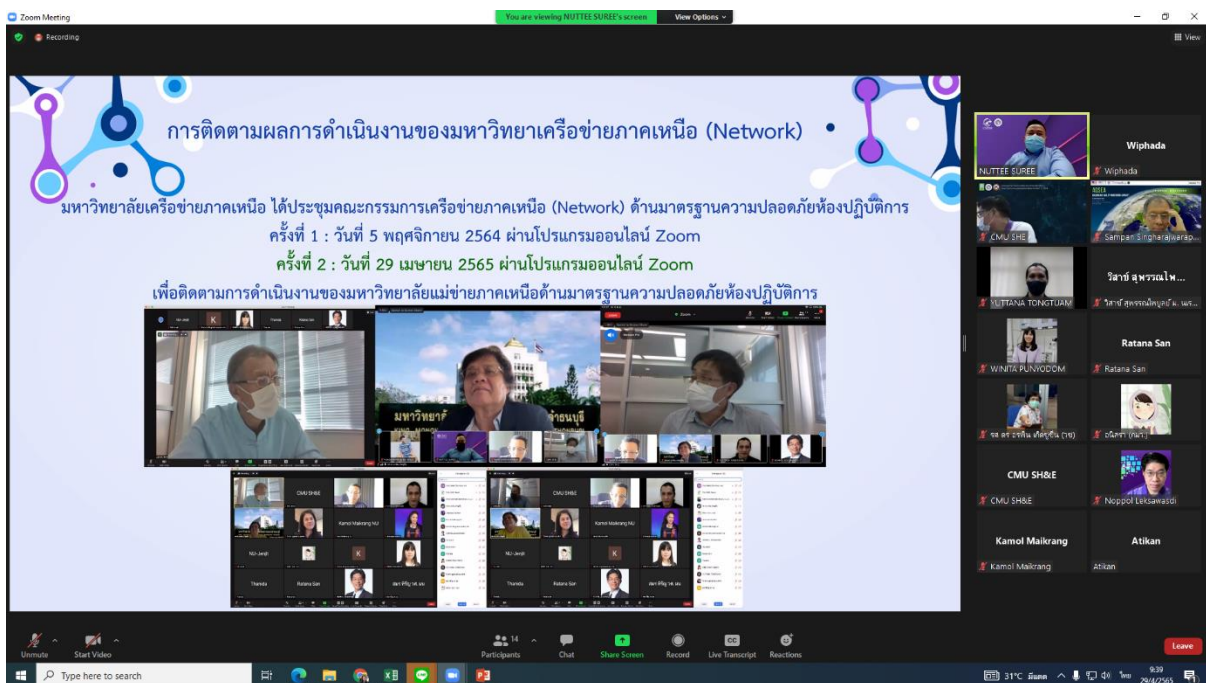 Zoom Meeting
You are viewing NUTTEE SUREE's screen
View Options
Recording
View
การติดตามผลการดำเนินงานของมหาวิทยาเครือข่ายภาคเหนือ (Network)
มหาวิทยาลัยเครือข่ายภาคเหนือ ได้ประชุมคณะกรรมการเครือข่ายภาคเหนือ (Network) ด้านมาตรฐานความปลอดภัยห้องปฏิบัติการ
ครั้งที่ 1 : วันที่ 5 พฤศจิกายน 2564 ผ่านโปรแกรมออนไลน์ Zoom
ครั้งที่ 2 : วันที่ 29 เมษายน 2565 ผ่านโปรแกรมออนไลน์ Zoom
เพื่อติดตามการดำเนินงานของมหาวิทยาลัยแม่ข่ายภาคเหนือด้านมาตรฐานความปลอดภัยห้องปฏิบัติการ
K
CMU SH&E
Kamol Maikrang NU
K
Thanida
Ratana San
CMU SH&E
Kamol Maikrang NU
K
Thanida
Ratana San
NUTTEE SUREE
Wiphada
Wiphada
CMU SHE
Sampan Singharajwarap...
YUTTANA TONGTUAM
วิสาข์ สุพรรณไพ...
WINITA PUNYODOM
Ratana San
Ratana San
CMU SH&E
CMU SH&E
Noppol Leksawasdi
Kamol Maikrang
Kamol Maikrang
Atikan
Atikan
Unmute
Start Video
Participants
14
Chat
Share Screen
Record
Live Transcript
Reactions
Leave
Type here to search
31°C
ไทย
9:39
29/4/2565